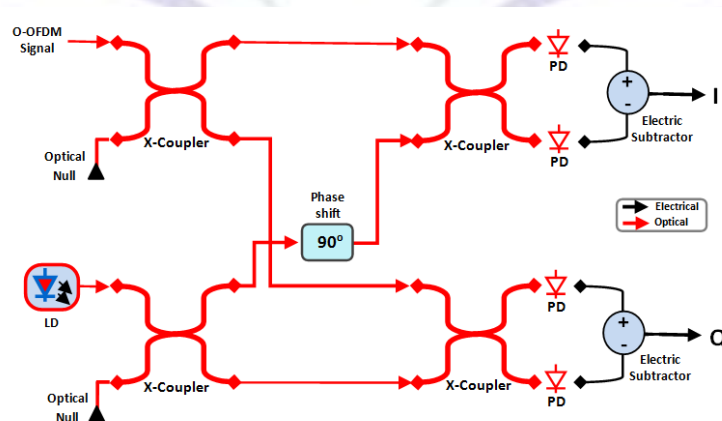 O-OFDM
Signal
X-Coupler
Optical
Null
PD
X-Coupler
PD
+
-
Electric
Subtractor
I
Phase
shift
90º
Electrical
Optical
LD
X-Coupler
Optical
Null
PD
X-Coupler
PD
+
-
Electric
Subtractor